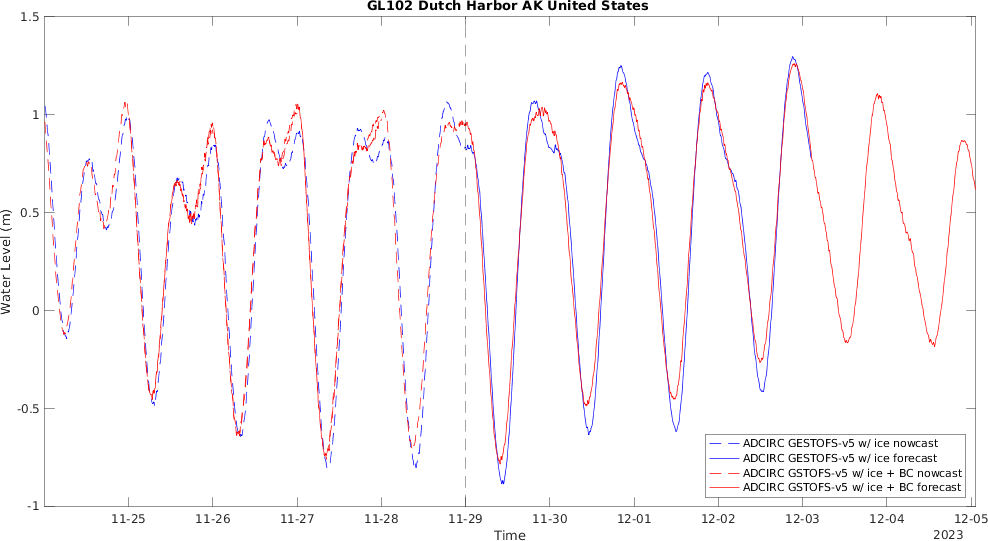 GL102 Dutch Harbor AK United States
1.5
1
0.5
0
-0.5
-1
Water Level (m)
11-25 11-26 11-27 11-28 11-29 11-30 12-01 12-02 12-03 12-04 12-05
Time
2023
ADCIRC GESTOFS-v5 w/ ice nowcast
ADCIRC GESTOFS-v5 w/ ice forecast
ADCIRC GSTOFS-v5 w/ ice + BC nowcast
ADCIRC GSTOFS-v5 w/ ice + BC forecast